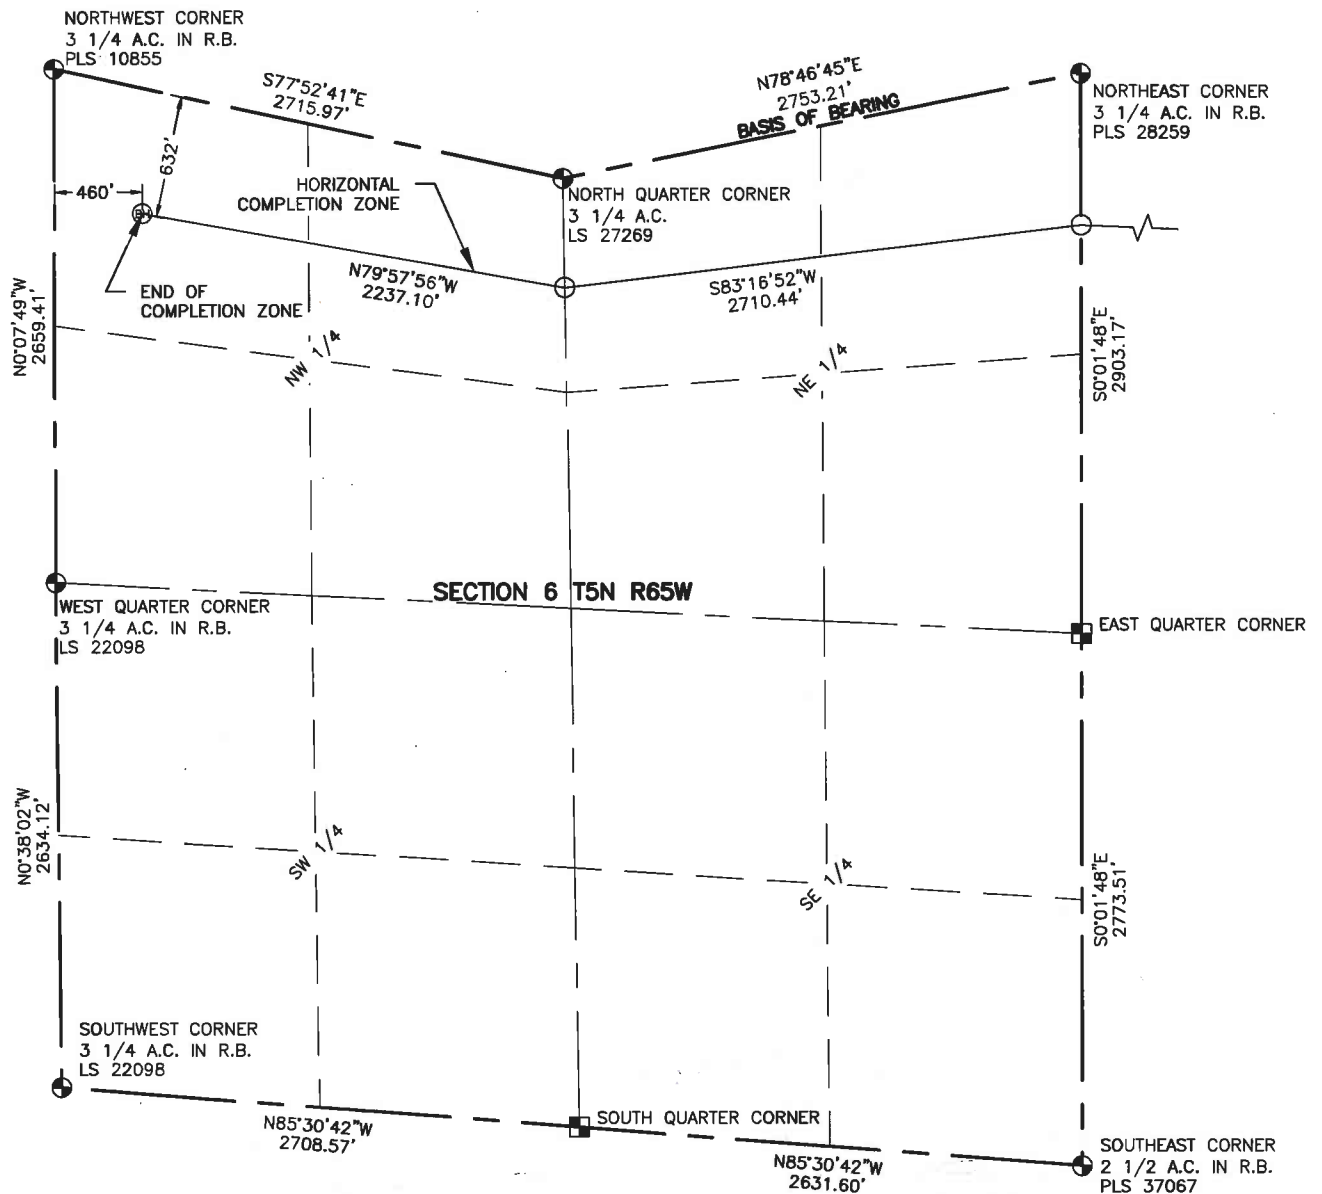 NORTHWEST CORNER
3 1/4 A.C. IN R.B.
PLS 10855
S77°52'41"E
2715.97'
N78°46'45"E
2753.21'
BASIS OF BEARING
NORTHEAST CORNER
3 1/4 A.C. IN R.B.
PLS 28259
632'
460'
HORIZONTAL
COMPLETION ZONE
NORTH QUARTER CORNER
3 1/4 A.C.
LS 27269
BH
END OF
COMPLETION ZONE
N79°57'56"W
2237.10'
S83°16'52"W
2710.44'
N0°07'49"W
2659.41'
NW 1/4
NE 1/4
S0°01'48"E
2903.17'
SECTION 6 T5N R65W
WEST QUARTER CORNER
3 1/4 A.C. IN R.B.
LS 22098
EAST QUARTER CORNER
N0°38'02"W
2634.12'
SW 1/4
SE 1/4
S0°01'48"E
2773.51'
SOUTHWEST CORNER
3 1/4 A.C. IN R.B.
LS 22098
N85°30'42"W
2708.57'
SOUTH QUARTER CORNER
N85°30'42"W
2631.60'
SOUTHEAST CORNER
2 1/2 A.C. IN R.B.
PLS 37067